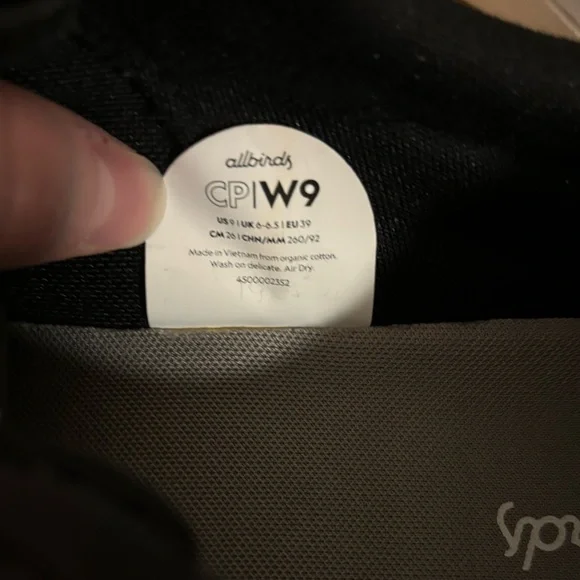 allbirds
CP|W9
US 9 | UK 6-6.5 | EU 39
CM 26 | CHN/MM 260/92
Made in Vietnam from organic cotton.
Wash on delicate. Air Dry.
4500002352